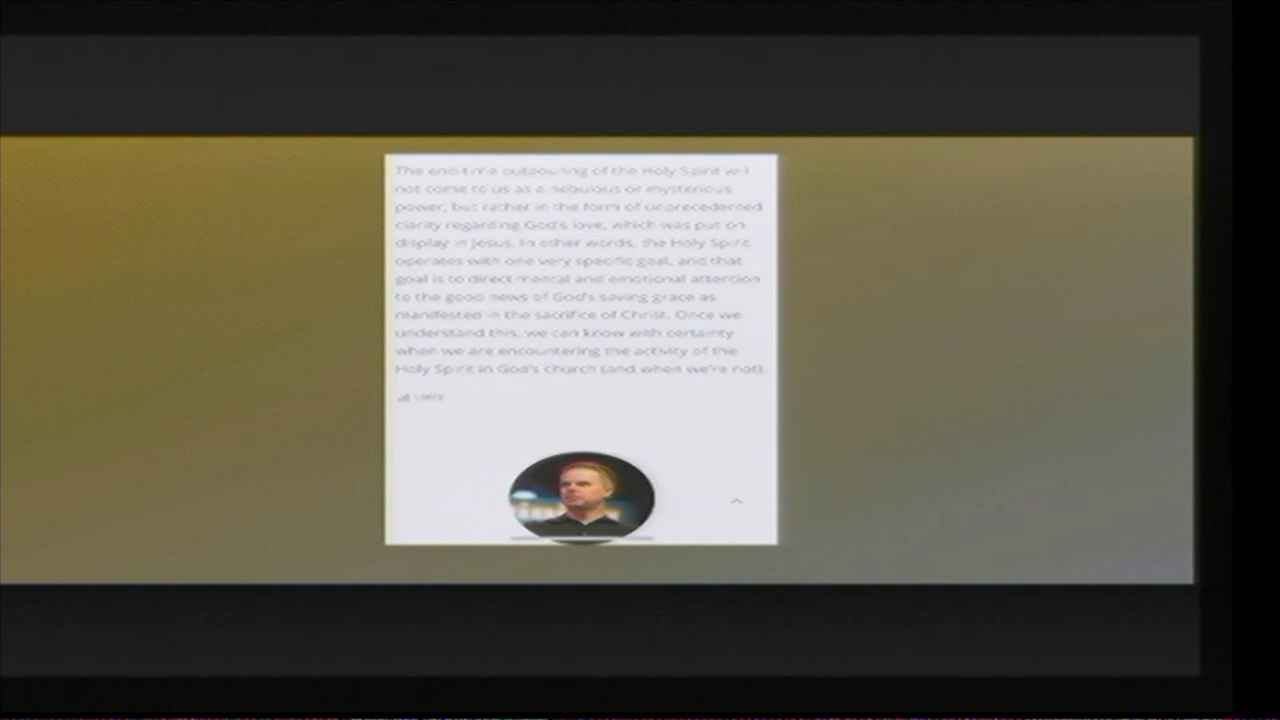 The end-time outpouring of the Holy Spirit will
not come to us as a nebulous or mysterious
power, but rather in the form of unprecedented
clarity regarding God's love, which was put on
display in Jesus. In other words, the Holy Spirit
operates with one very specific goal, and that
goal is to direct mental and emotional attention
to the good news of God's saving grace as
manifested in the sacrifice of Christ. Once we
understand this, we can know with certainty
when we are encountering the activity of the
Holy Spirit in God's church (and when we're not).